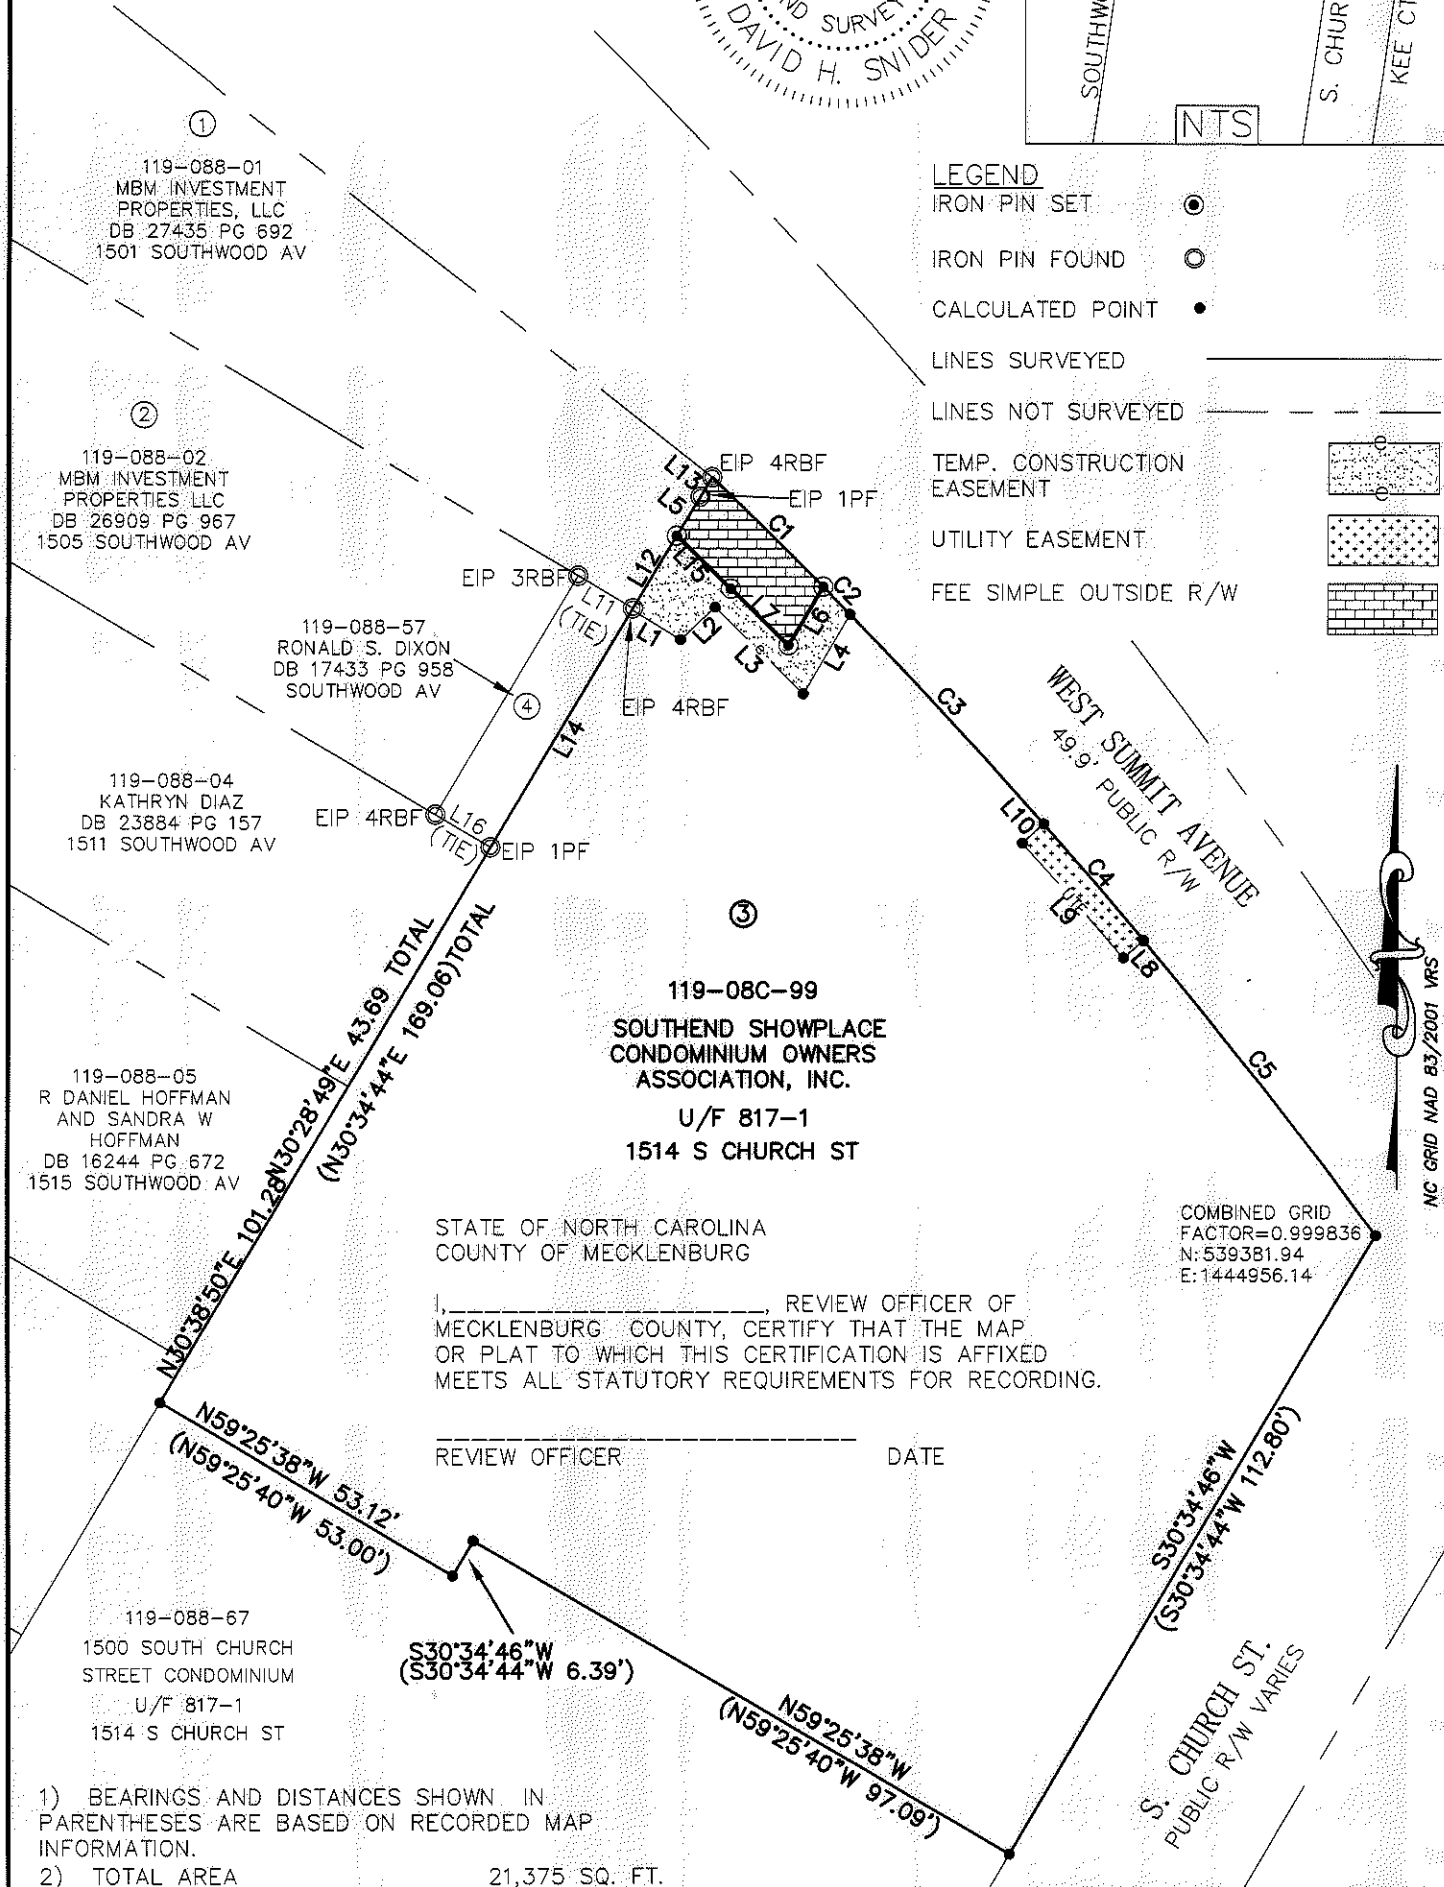 ND SURVEY
DAVID H. SNIDER
S. CHUR
KEE CT
NTS
LEGEND
IRON PIN SET
IRON PIN FOUND
CALCULATED POINT
LINES SURVEYED
LINES NOT SURVEYED
TEMP. CONSTRUCTION
EASEMENT
UTILITY EASEMENT
FEE SIMPLE OUTSIDE R/W
1
119-088-01
MBM INVESTMENT
PROPERTIES, LLC
DB 27435 PG 692
1501 SOUTHWOOD AV
2
119-088-02
MBM INVESTMENT
PROPERTIES LLC
DB 26909 PG 967
1505 SOUTHWOOD AV
EIP 4RBF
L13
EIP 1PF
L5
C1
L12
L15
EIP 3RBF
L11
(TIE)
L1
L2
L7
L6
C2
L3
L4
EIP 4RBF
119-088-57
RONALD S. DIXON
DB 17433 PG 958
SOUTHWOOD AV
4
L14
C3
WEST SUMMIT AVENUE
49.9' PUBLIC R/W
119-088-04
KATHRYN DIAZ
DB 23884 PG 157
1511 SOUTHWOOD AV
EIP 4RBF
L16
(TIE)
EIP 1PF
L10
C4
UTE
L9
L8
C5
3
119-08C-99
SOUTHEND SHOWPLACE
CONDOMINIUM OWNERS
ASSOCIATION, INC.
U/F 817-1
1514 S CHURCH ST
N30°28'49"E 43.69 TOTAL
(N30°34'44"E 169.06)TOTAL
N30°38'50"E 101.28'
119-088-05
R DANIEL HOFFMAN
AND SANDRA W
HOFFMAN
DB 16244 PG 672
1515 SOUTHWOOD AV
NC GRID NAD 83/2001 VRS
COMBINED GRID
FACTOR=0.999836
N: 539381.94
E: 1444956.14
STATE OF NORTH CAROLINA
COUNTY OF MECKLENBURG
I,____________________, REVIEW OFFICER OF
MECKLENBURG COUNTY, CERTIFY THAT THE MAP
OR PLAT TO WHICH THIS CERTIFICATION IS AFFIXED
MEETS ALL STATUTORY REQUIREMENTS FOR RECORDING.
REVIEW OFFICER DATE
N59°25'38"W 53.12'
(N59°25'40"W 53.00')
S30°34'46"W
(S30°34'44"W 112.80')
S30°34'46"W
(S30°34'44"W 6.39')
N59°25'38"W
(N59°25'40"W 97.09')
119-088-67
1500 SOUTH CHURCH
STREET CONDOMINIUM
U/F 817-1
1514 S CHURCH ST
S. CHURCH ST.
PUBLIC R/W VARIES
1) BEARINGS AND DISTANCES SHOWN IN
PARENTHESES ARE BASED ON RECORDED MAP
INFORMATION.
2) TOTAL AREA 21,375 SQ. FT.